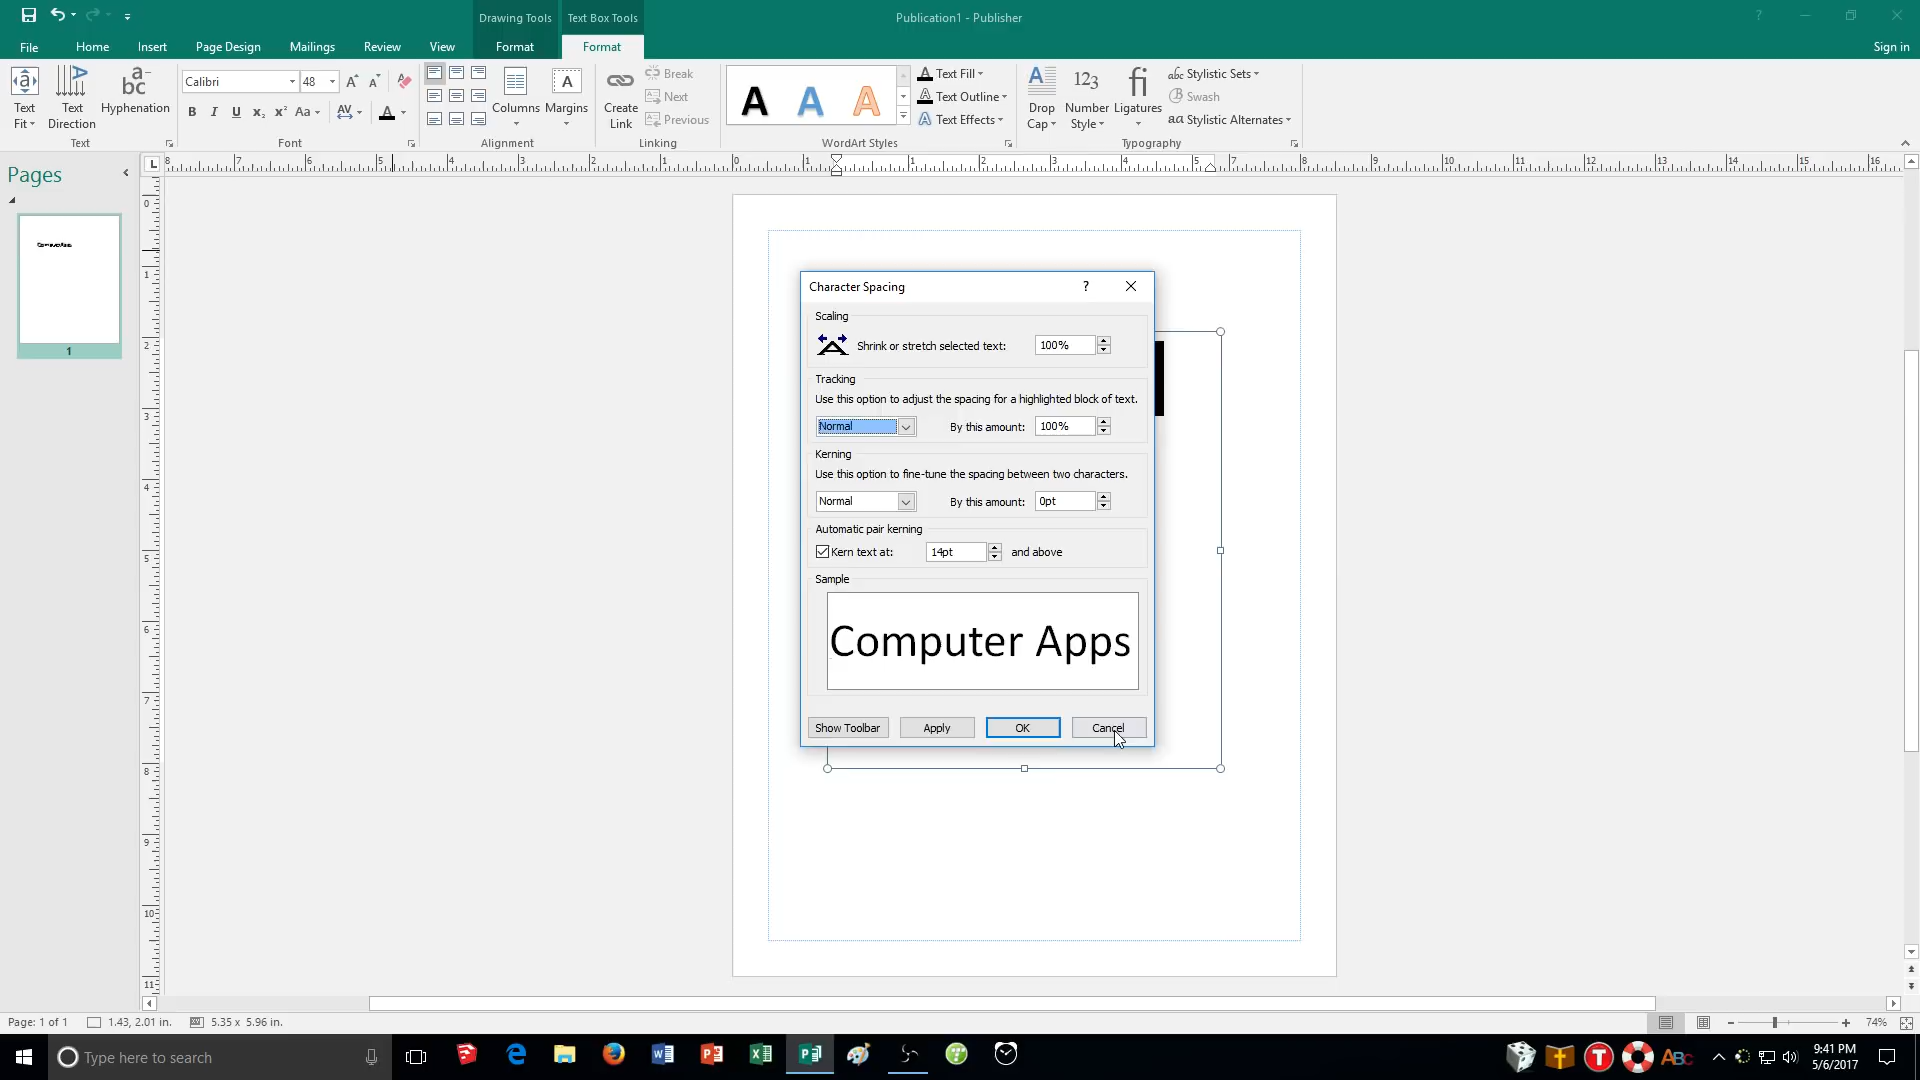 Drawing Tools
Text Box Tools
Publication1 - Publisher
File
Home
Insert
Page Design
Mailings
Review
View
Format
Format
Sign in
Text Fit
Text Direction
Hyphenation
Text
Calibri
48
Font
Columns
Margins
Alignment
Create Link
Break
Next
Previous
Linking
A A A
Text Fill
Text Outline
Text Effects
WordArt Styles
Drop Cap
Number Style
Ligatures
Stylistic Sets
Swash
Stylistic Alternates
Typography
Pages
1
Character Spacing
Scaling
Shrink or stretch selected text: 100%
Tracking
Use this option to adjust the spacing for a highlighted block of text.
Normal By this amount: 100%
Kerning
Use this option to fine-tune the spacing between two characters.
Normal By this amount: 0pt
Automatic pair kerning
Kern text at: 14pt and above
Sample
Computer Apps
Show Toolbar
Apply
OK
Cancel
Page: 1 of 1
1.43, 2.01 in.
5.35 x 5.96 in.
74%
Type here to search
9:41 PM
5/6/2017